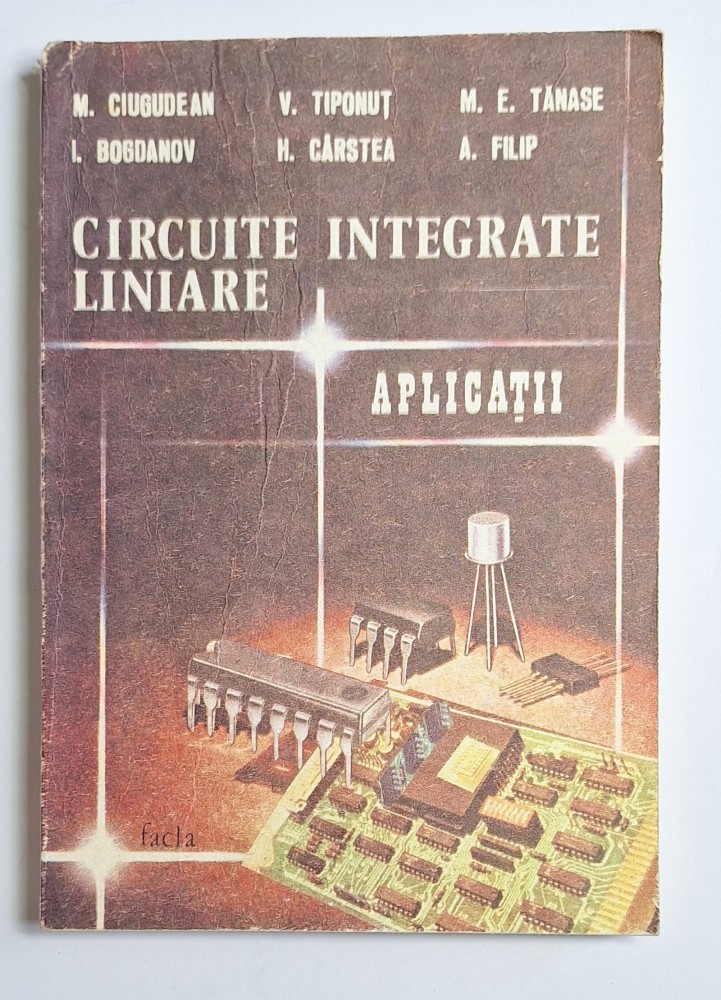 M. CIUGUDEAN V. TIPONUȚ M. E. TĂNASE
I. BOGDANOV H. CÂRSTEA A. FILIP
CIRCUITE INTEGRATE
LINIARE
APLICAȚII
facla